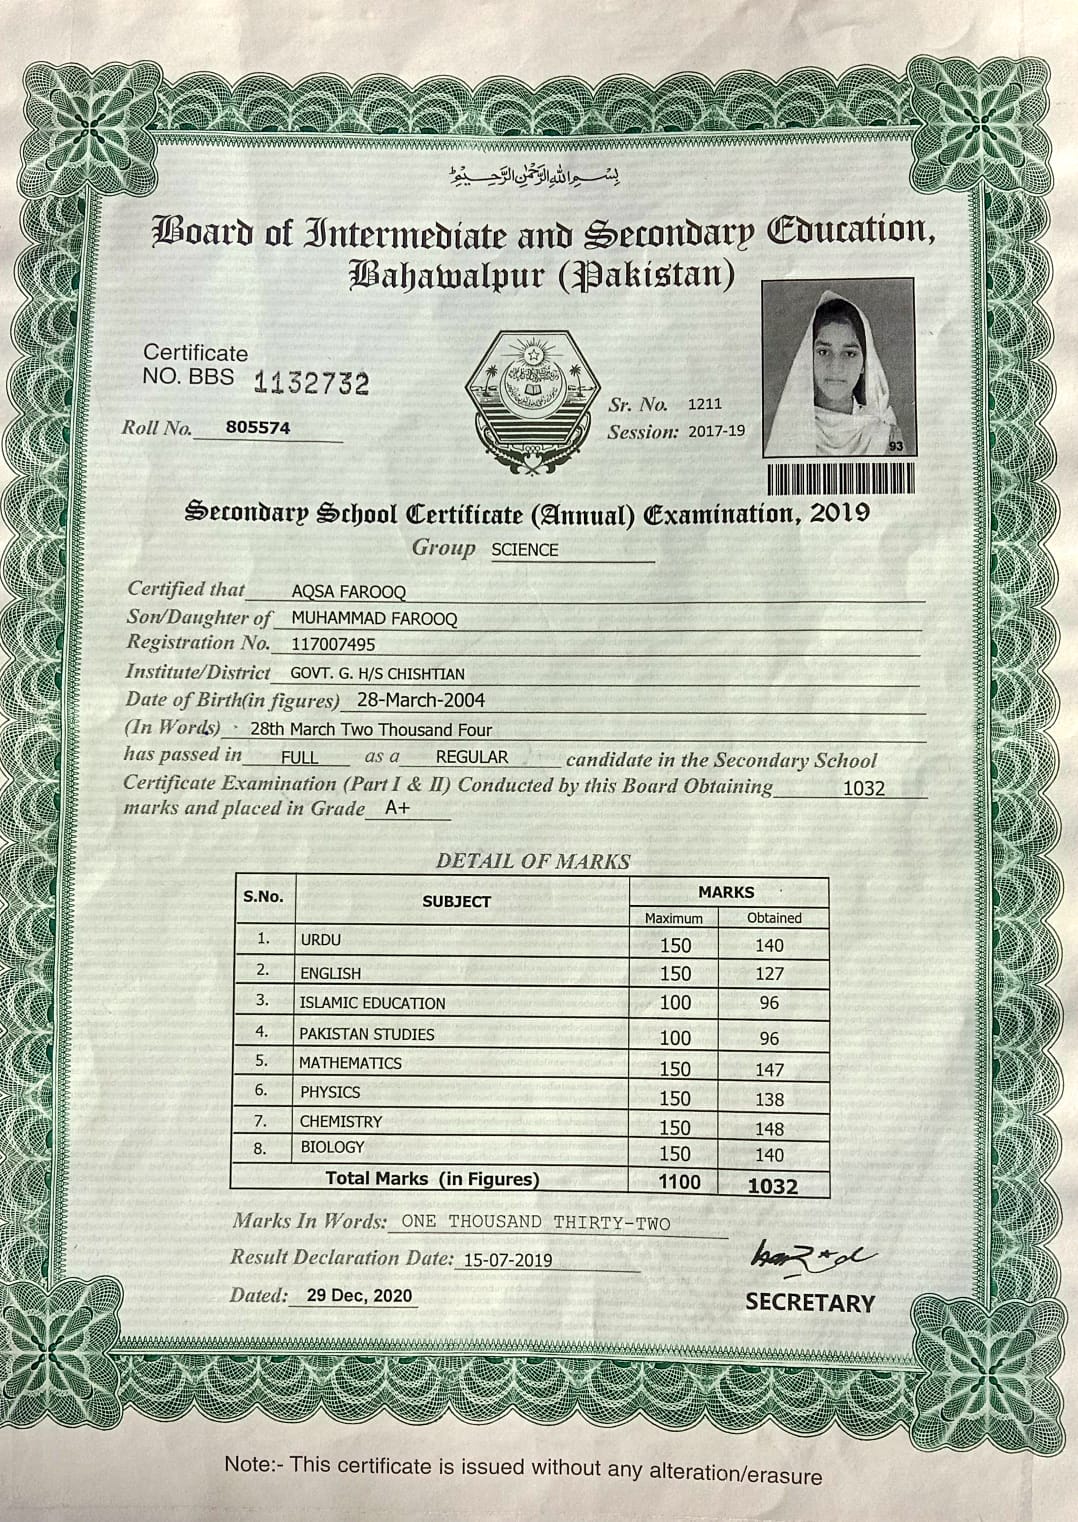 بسم الله الرحمن الرحيم
Board of Intermediate and Secondary Education,
Bahawalpur (Pakistan)
Certificate
NO. BBS 1132732
Roll No. 805574
Sr. No. 1211
Session: 2017-19
93
Secondary School Certificate (Annual) Examination, 2019
Group SCIENCE
Certified that AQSA FAROOQ
Son/Daughter of MUHAMMAD FAROOQ
Registration No. 117007495
Institute/District GOVT. G. H/S CHISHTIAN
Date of Birth(in figures) 28-March-2004
(In Words) 28th March Two Thousand Four
has passed in FULL as a REGULAR candidate in the Secondary School
Certificate Examination (Part I & II) Conducted by this Board Obtaining 1032
marks and placed in Grade A+
DETAIL OF MARKS
S.No. SUBJECT MARKS
Maximum Obtained
1. URDU 150 140
2. ENGLISH 150 127
3. ISLAMIC EDUCATION 100 96
4. PAKISTAN STUDIES 100 96
5. MATHEMATICS 150 147
6. PHYSICS 150 138
7. CHEMISTRY 150 148
8. BIOLOGY 150 140
Total Marks (in Figures) 1100 1032
Marks In Words: ONE THOUSAND THIRTY-TWO
Result Declaration Date: 15-07-2019
Dated: 29 Dec, 2020
SECRETARY
Note:- This certificate is issued without any alteration/erasure